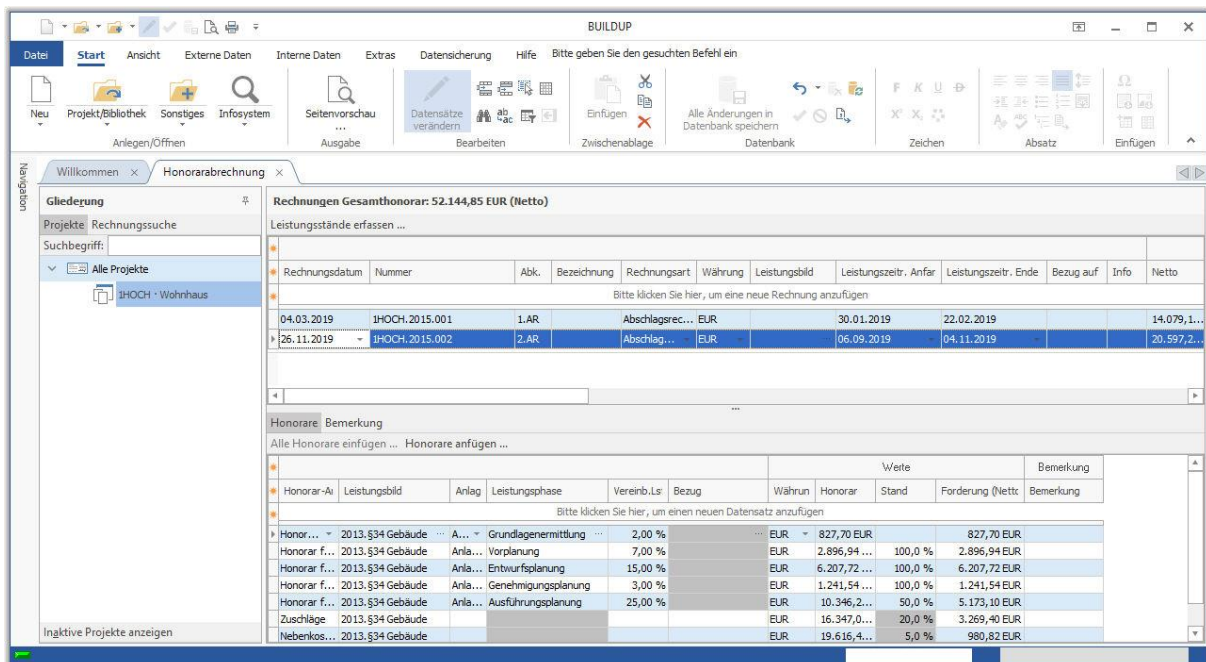 BUILDUP
Datei Start Ansicht Externe Daten Interne Daten Extras Datensicherung Hilfe Bitte geben Sie den gesuchten Befehl ein
Neu Projekt/Bibliothek Sonstiges Infosystem Seitenvorschau ... Datensätze verändern Einfügen Alle Änderungen in Datenbank speichern F K U D
Anlegen/Öffnen Ausgabe Bearbeiten Zwischenablage Datenbank Zeichen Absatz Einfügen
Navigation
Willkommen × Honorarabrechnung ×
Gliederung
Projekte Rechnungssuche
Suchbegriff:
Alle Projekte
1HOCH · Wohnhaus
Inaktive Projekte anzeigen
Rechnungen Gesamthonorar: 52.144,85 EUR (Netto)
Leistungsstände erfassen ...
Rechnungsdatum Nummer Abk. Bezeichnung Rechnungsart Währung Leistungsbild Leistungszeitr. Anfar Leistungszeitr. Ende Bezug auf Info Netto
Bitte klicken Sie hier, um eine neue Rechnung anzufügen
04.03.2019 1HOCH.2015.001 1.AR Abschlagsrec... EUR 30.01.2019 22.02.2019 14.079,1...
26.11.2019 1HOCH.2015.002 2.AR Abschlag... EUR 06.09.2019 04.11.2019 20.597,2...
Honorare Bemerkung
Alle Honorare einfügen ... Honorare anfügen ...
Werte Bemerkung
Honorar-Ai Leistungsbild Anlag Leistungsphase Vereinb.Ls Bezug Währun Honorar Stand Forderung (Nettc Bemerkung
Bitte klicken Sie hier, um einen neuen Datensatz anzufügen
Honor... 2013.§34 Gebäude ... A... Grundlagenermittlung ... 2,00 % ... EUR 827,70 EUR 827,70 EUR
Honorar f... 2013.§34 Gebäude Anla... Vorplanung 7,00 % EUR 2.896,94 ... 100,0 % 2.896,94 EUR
Honorar f... 2013.§34 Gebäude Anla... Entwurfsplanung 15,00 % EUR 6.207,72 ... 100,0 % 6.207,72 EUR
Honorar f... 2013.§34 Gebäude Anla... Genehmigungsplanung 3,00 % EUR 1.241,54 ... 100,0 % 1.241,54 EUR
Honorar f... 2013.§34 Gebäude Anla... Ausführungsplanung 25,00 % EUR 10.346,2... 50,0 % 5.173,10 EUR
Zuschläge 2013.§34 Gebäude EUR 16.347,0... 20,0 % 3.269,40 EUR
Nebenkos... 2013.§34 Gebäude EUR 19.616,4... 5,0 % 980,82 EUR